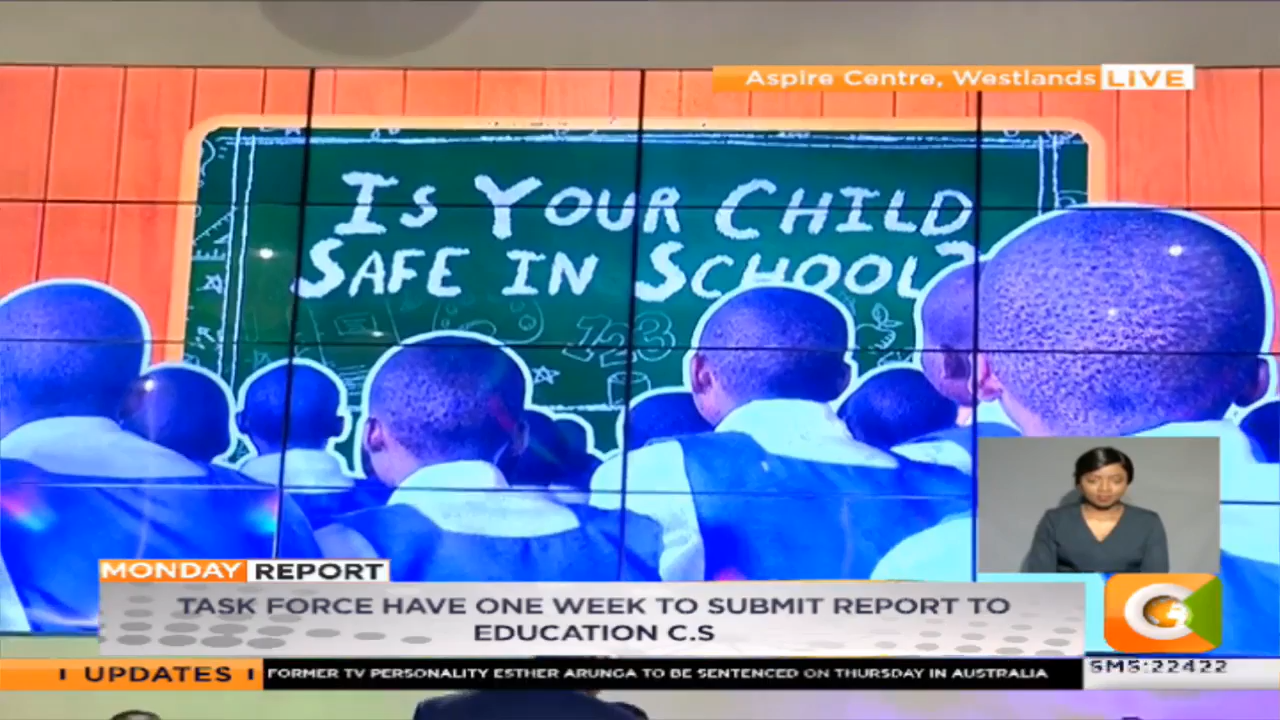 Aspire Centre, Westlands LIVE
IS YOUR CHILD
SAFE IN SCHOOL?
123
MONDAY REPORT
TASK FORCE HAVE ONE WEEK TO SUBMIT REPORT TO
EDUCATION C.S
UPDATES
FORMER TV PERSONALITY ESTHER ARUNGA TO BE SENTENCED ON THURSDAY IN AUSTRALIA
SMS:22422